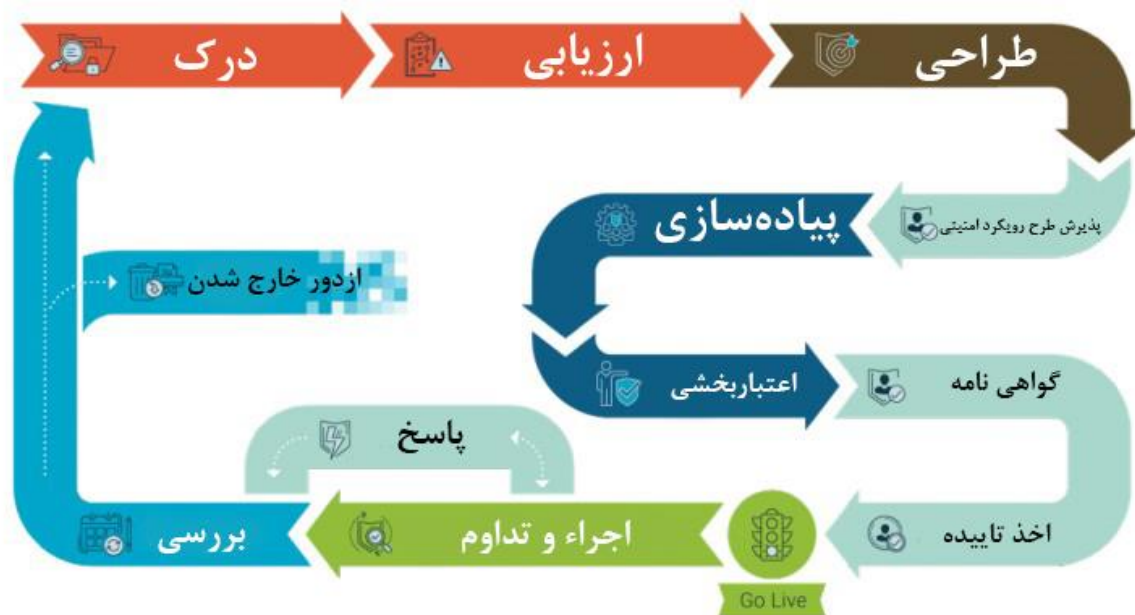 درک
ارزیابی
طراحی
پذیرش طرح رویکرد امنیتی
پیاده‌سازی
ازدور خارج شدن
اعتباربخشی
گواهی نامه
پاسخ
اخذ تاییده
اجراء و تداوم
بررسی
Go Live